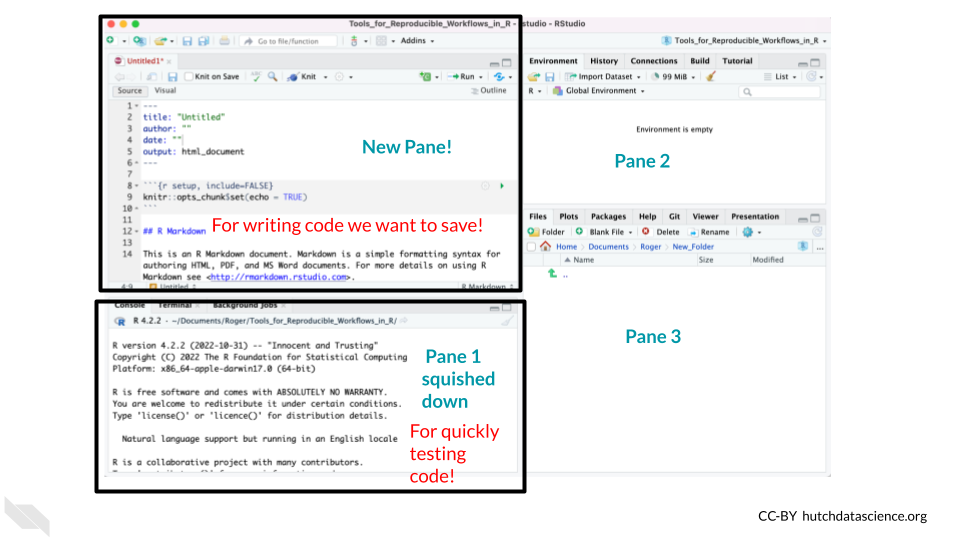 Tools_for_Reproducible_Workflows_in_R - studio - RStudio
Go to file/function
Addins
Tools_for_Reproducible_Workflows_in_R
Untitled1*
Knit on Save
Knit
Run
Source Visual
Outline
1 ---
2 title: "Untitled"
3 author: ""
4 date: ""
5 output: html_document
6 ---
7
8 ```{r setup, include=FALSE}
9 knitr::opts_chunk$set(echo = TRUE)
10 ```
11
12 ## R Markdown
13
14 This is an R Markdown document. Markdown is a simple formatting syntax for
authoring HTML, PDF, and MS Word documents. For more details on using R
Markdown see <http://rmarkdown.rstudio.com>.
4:9 Untitled R Markdown
New Pane!
For writing code we want to save!
Console Terminal Background Jobs
R 4.2.2 · ~/Documents/Roger/Tools_for_Reproducible_Workflows_in_R/
R version 4.2.2 (2022-10-31) -- "Innocent and Trusting"
Copyright (C) 2022 The R Foundation for Statistical Computing
Platform: x86_64-apple-darwin17.0 (64-bit)
R is free software and comes with ABSOLUTELY NO WARRANTY.
You are welcome to redistribute it under certain conditions.
Type 'license()' or 'licence()' for distribution details.
Natural language support but running in an English locale
R is a collaborative project with many contributors.
Pane 1
squished
down
For quickly
testing
code!
Environment History Connections Build Tutorial
Import Dataset 99 MiB List
R Global Environment
Environment is empty
Pane 2
Files Plots Packages Help Git Viewer Presentation
Folder Blank File Delete Rename
Home Documents Roger New_Folder ...
Name Size Modified
..
Pane 3
CC-BY hutchdatascience.org